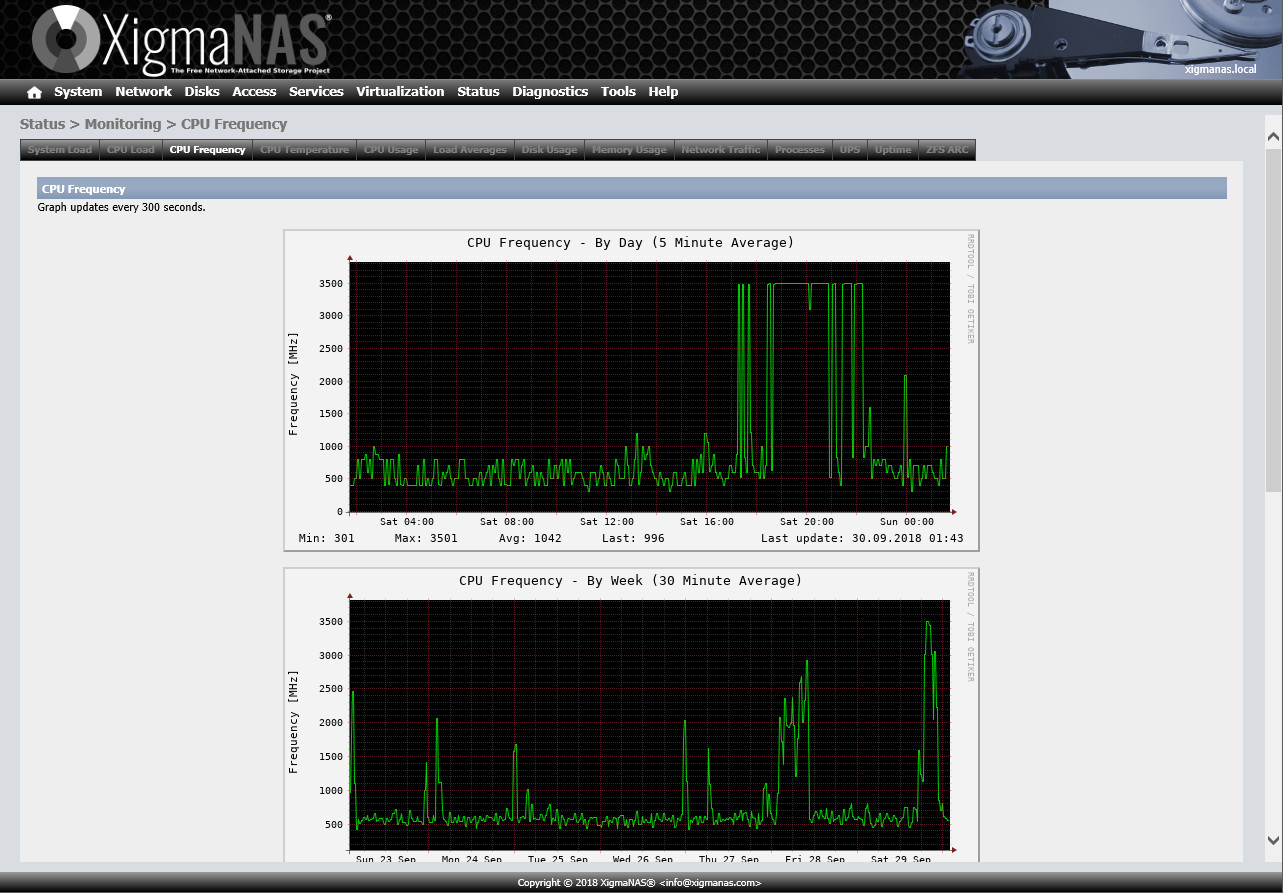 XigmaNAS®
The Free Network-Attached Storage Project
xigmanas.local
System Network Disks Access Services Virtualization Status Diagnostics Tools Help
Status > Monitoring > CPU Frequency
System Load CPU Load CPU Frequency CPU Temperature CPU Usage Load Averages Disk Usage Memory Usage Network Traffic Processes UPS Uptime ZFS ARC
CPU Frequency
Graph updates every 300 seconds.
CPU Frequency - By Day (5 Minute Average)
RRDTOOL / TOBI OETIKER
Frequency [MHz]
3500
3000
2500
2000
1500
1000
500
0
Sat 04:00 Sat 08:00 Sat 12:00 Sat 16:00 Sat 20:00 Sun 00:00
Min: 301 Max: 3501 Avg: 1042 Last: 996 Last update: 30.09.2018 01:43
CPU Frequency - By Week (30 Minute Average)
RRDTOOL / TOBI OETIKER
Frequency [MHz]
3500
3000
2500
2000
1500
1000
500
Sun 23 Sep Mon 24 Sep Tue 25 Sep Wed 26 Sep Thu 27 Sep Fri 28 Sep Sat 29 Sep
Copyright © 2018 XigmaNAS® <info@xigmanas.com>